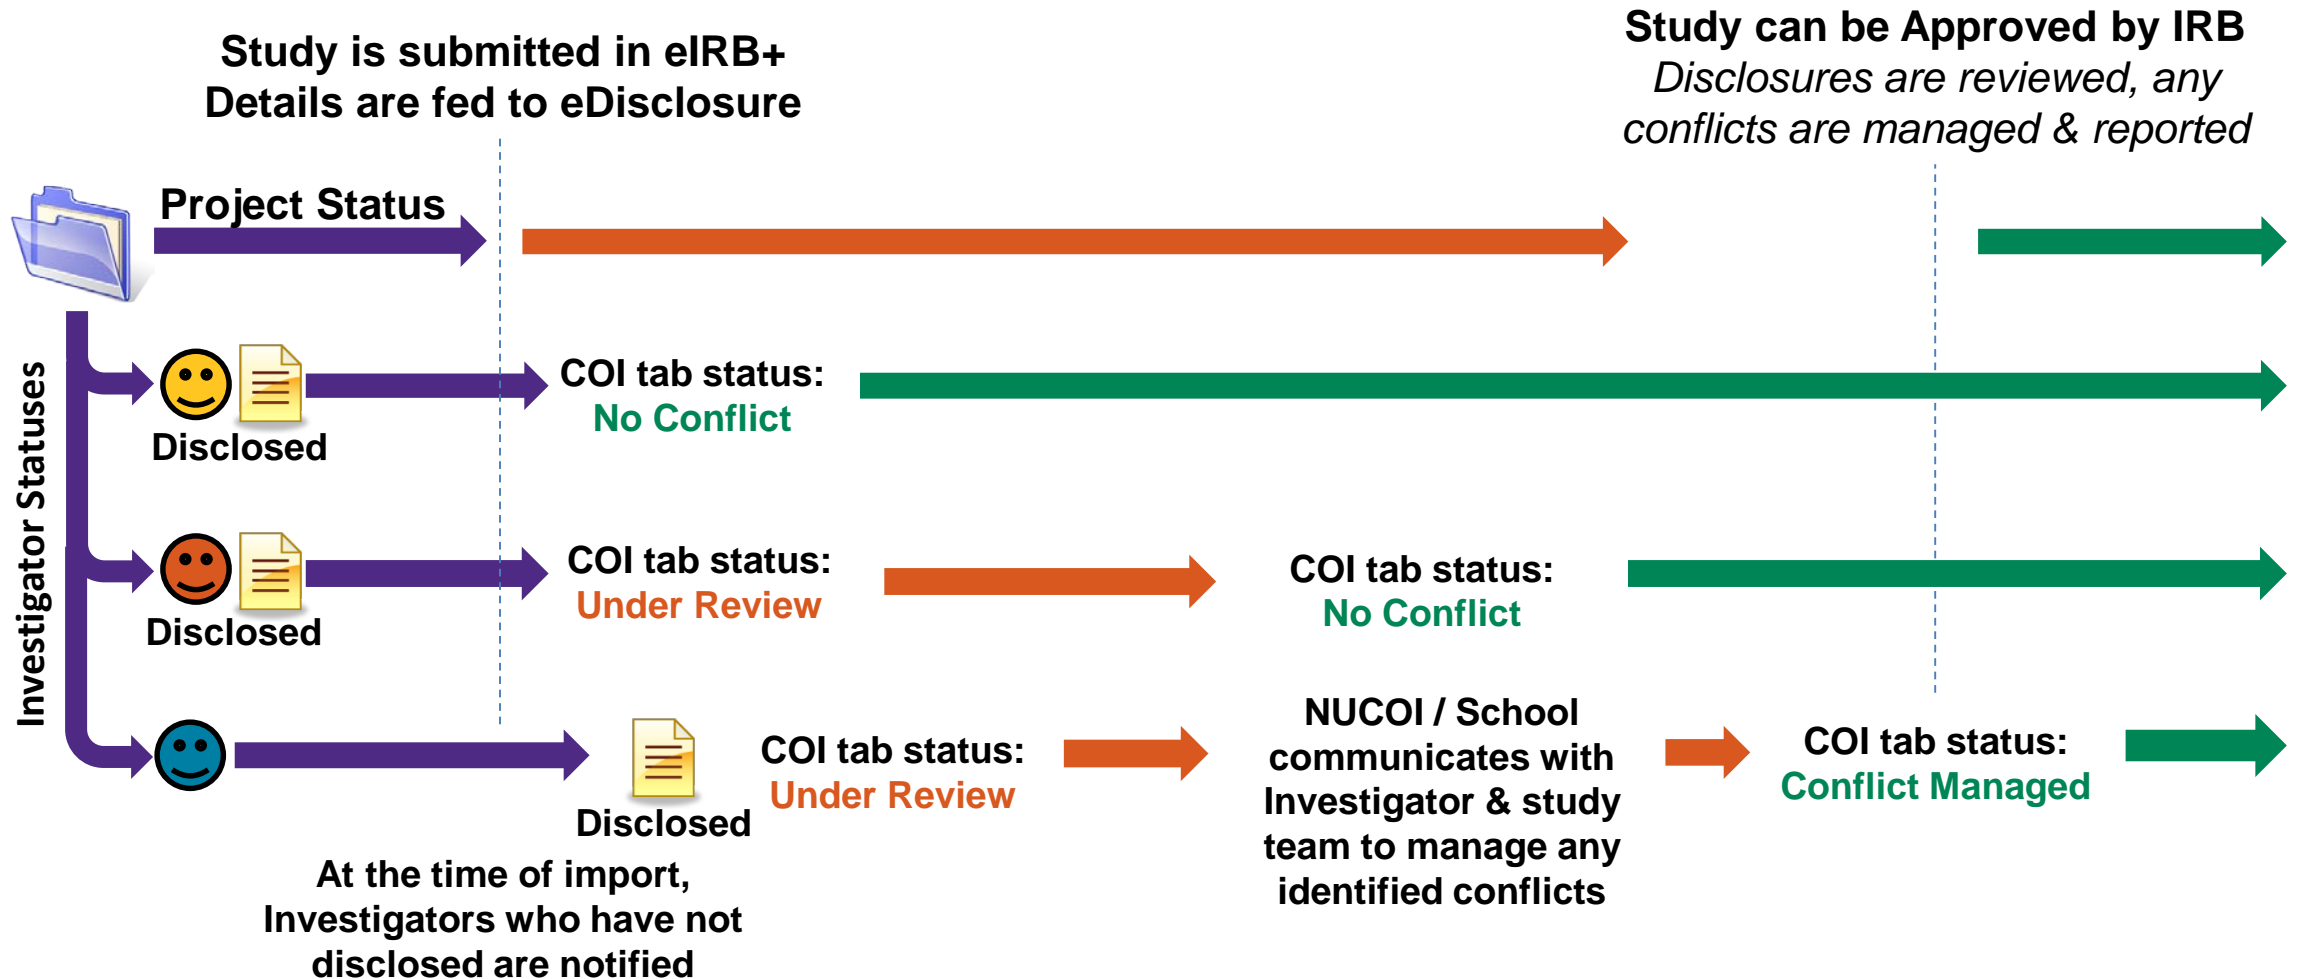 Study is submitted in eIRB+
Details are fed to eDisclosure
Study can be Approved by IRB
Disclosures are reviewed, any
conflicts are managed & reported
Project Status
Investigator Statuses
Disclosed
COI tab status:
No Conflict
Disclosed
COI tab status:
Under Review
COI tab status:
No Conflict
Disclosed
COI tab status:
Under Review
NUCOI / School
communicates with
Investigator & study
team to manage any
identified conflicts
COI tab status:
Conflict Managed
At the time of import,
Investigators who have not
disclosed are notified